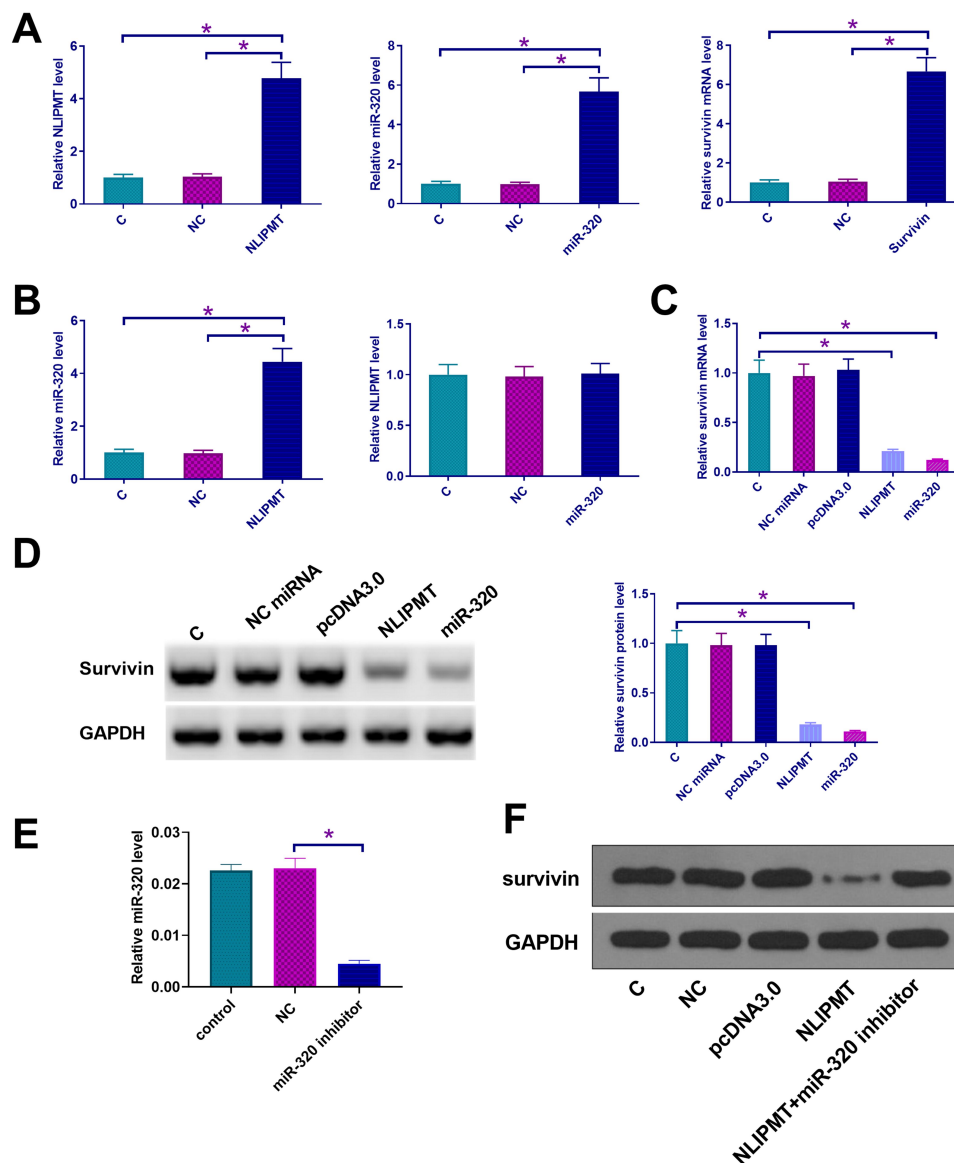 A
Relative NLIPMT level
6
4
2
0
*
*
C
NC
NLIPMT
Relative miR-320 level
8
6
4
2
0
*
*
C
NC
miR-320
Relative survivin mRNA level
8
6
4
2
0
*
*
C
NC
Survivin
B
Relative miR-320 level
6
4
2
0
*
*
C
NC
NLIPMT
Relative NLIPMT level
1.5
1.0
0.5
0.0
C
NC
miR-320
C
Relative survivin mRNA level
1.5
1.0
0.5
0.0
*
*
C
NC miRNA
pcDNA3.0
NLIPMT
miR-320
D
C
NC miRNA
pcDNA3.0
NLIPMT
miR-320
Survivin
GAPDH
Relative survivin protein level
1.5
1.0
0.5
0.0
*
*
C
NC miRNA
pcDNA3.0
NLIPMT
miR-320
E
Relative miR-320 level
0.03
0.02
0.01
0.00
*
control
NC
miR-320 inhibitor
F
survivin
GAPDH
C
NC
pcDNA3.0
NLIPMT
NLIPMT+miR-320 inhibitor